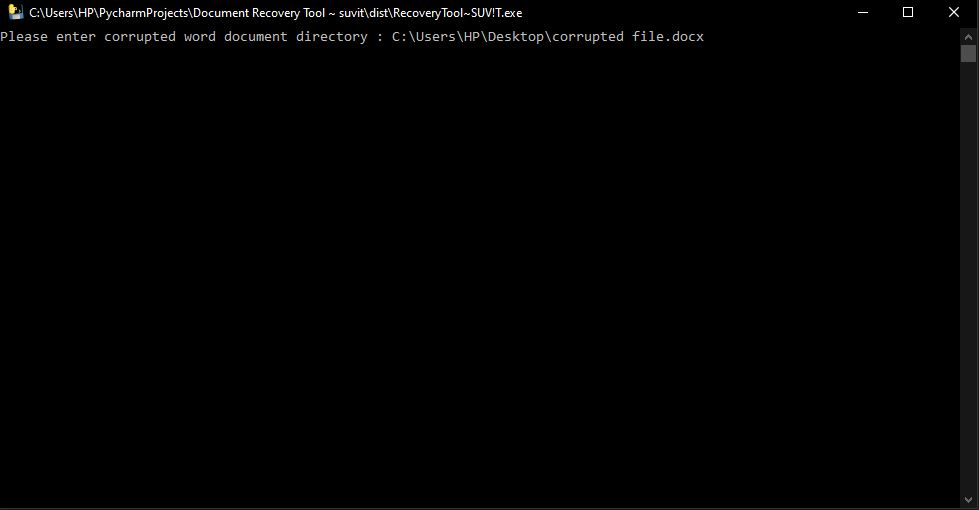 C:\Users\HP\PycharmProjects\Document Recovery Tool ~ suvit\dist\RecoveryTool~SUV!T.exe
Please enter corrupted word document directory : C:\Users\HP\Desktop\corrupted file.docx